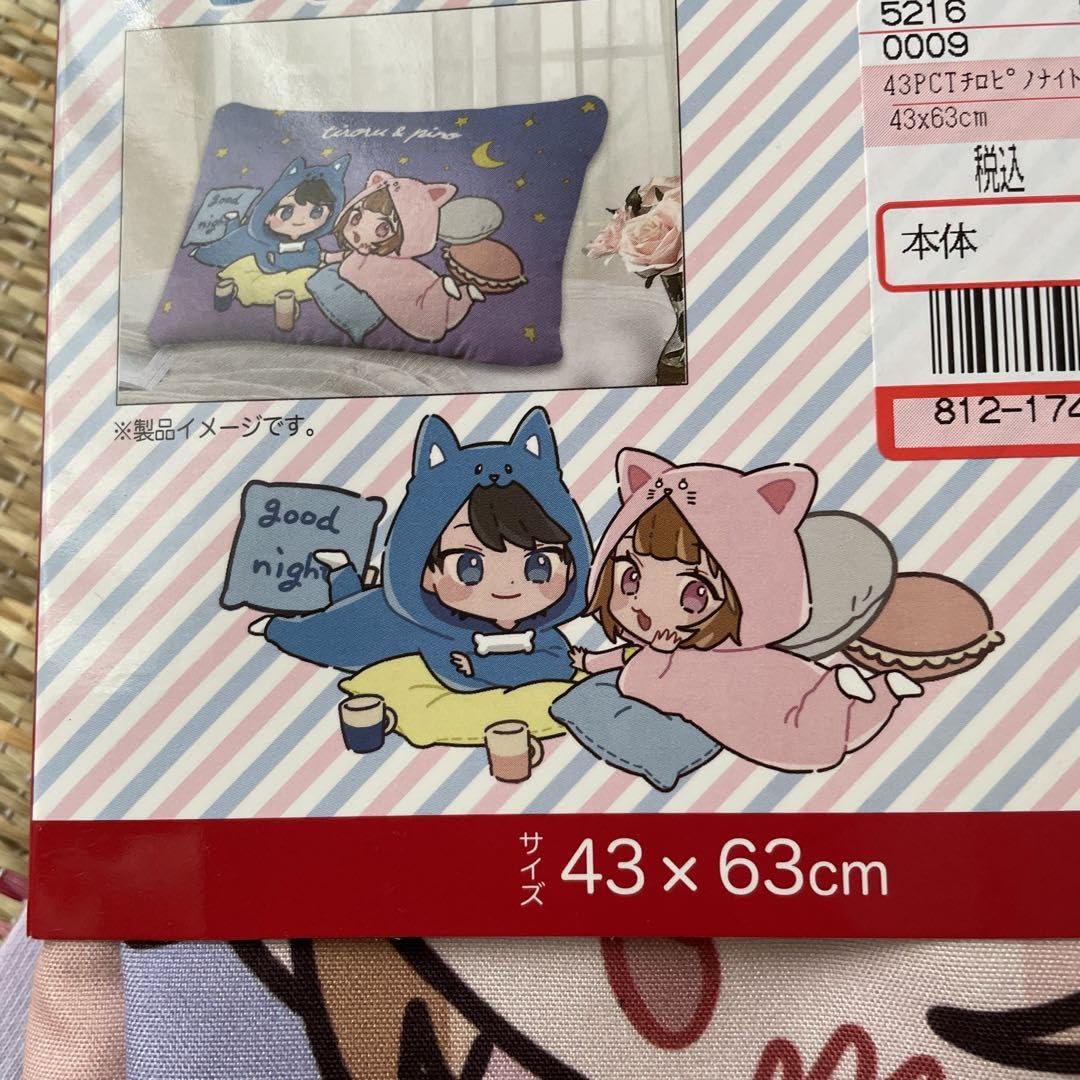 5216
0009
43PCTﾁﾛﾋﾟﾉﾅｲﾄ
43x63cm
税込
本体
812-174
tiroru & pino
good
night
※製品イメージです。
good
night
サイズ 43×63cm